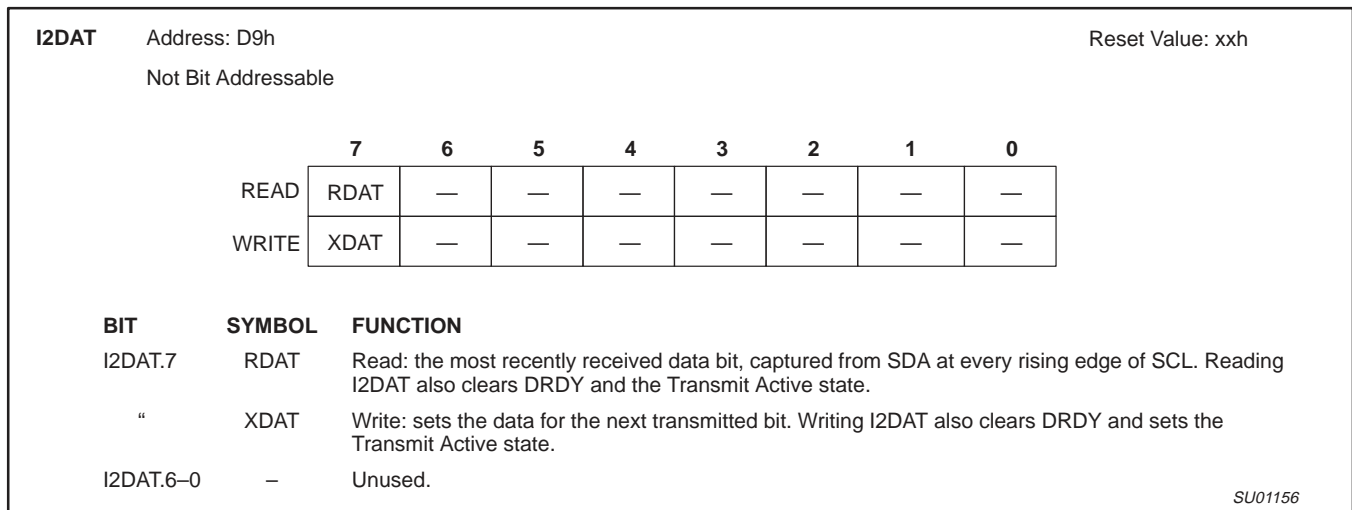 I2DAT Address: D9h Reset Value: xxh
Not Bit Addressable
7 6 5 4 3 2 1 0
READ RDAT — — — — — — —
WRITE XDAT — — — — — — —
BIT SYMBOL FUNCTION
I2DAT.7 RDAT Read: the most recently received data bit, captured from SDA at every rising edge of SCL. Reading
I2DAT also clears DRDY and the Transmit Active state.
“ XDAT Write: sets the data for the next transmitted bit. Writing I2DAT also clears DRDY and sets the
Transmit Active state.
I2DAT.6–0 – Unused.
SU01156